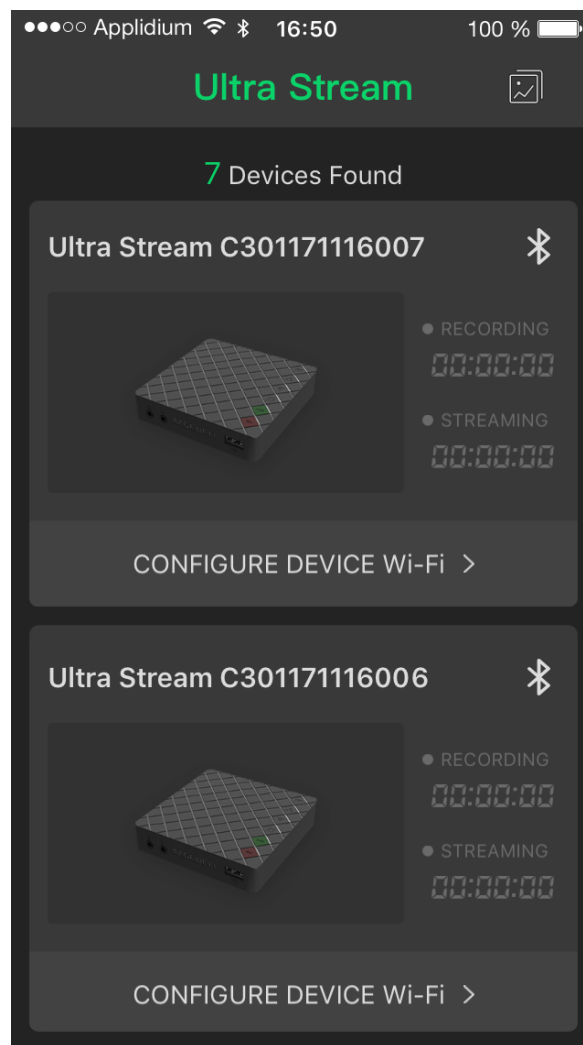 Applidium 16:50 100 %
Ultra Stream
7 Devices Found
Ultra Stream C301171116007
RECORDING
00:00:00
STREAMING
00:00:00
CONFIGURE DEVICE Wi-Fi >
Ultra Stream C301171116006
RECORDING
00:00:00
STREAMING
00:00:00
CONFIGURE DEVICE Wi-Fi >